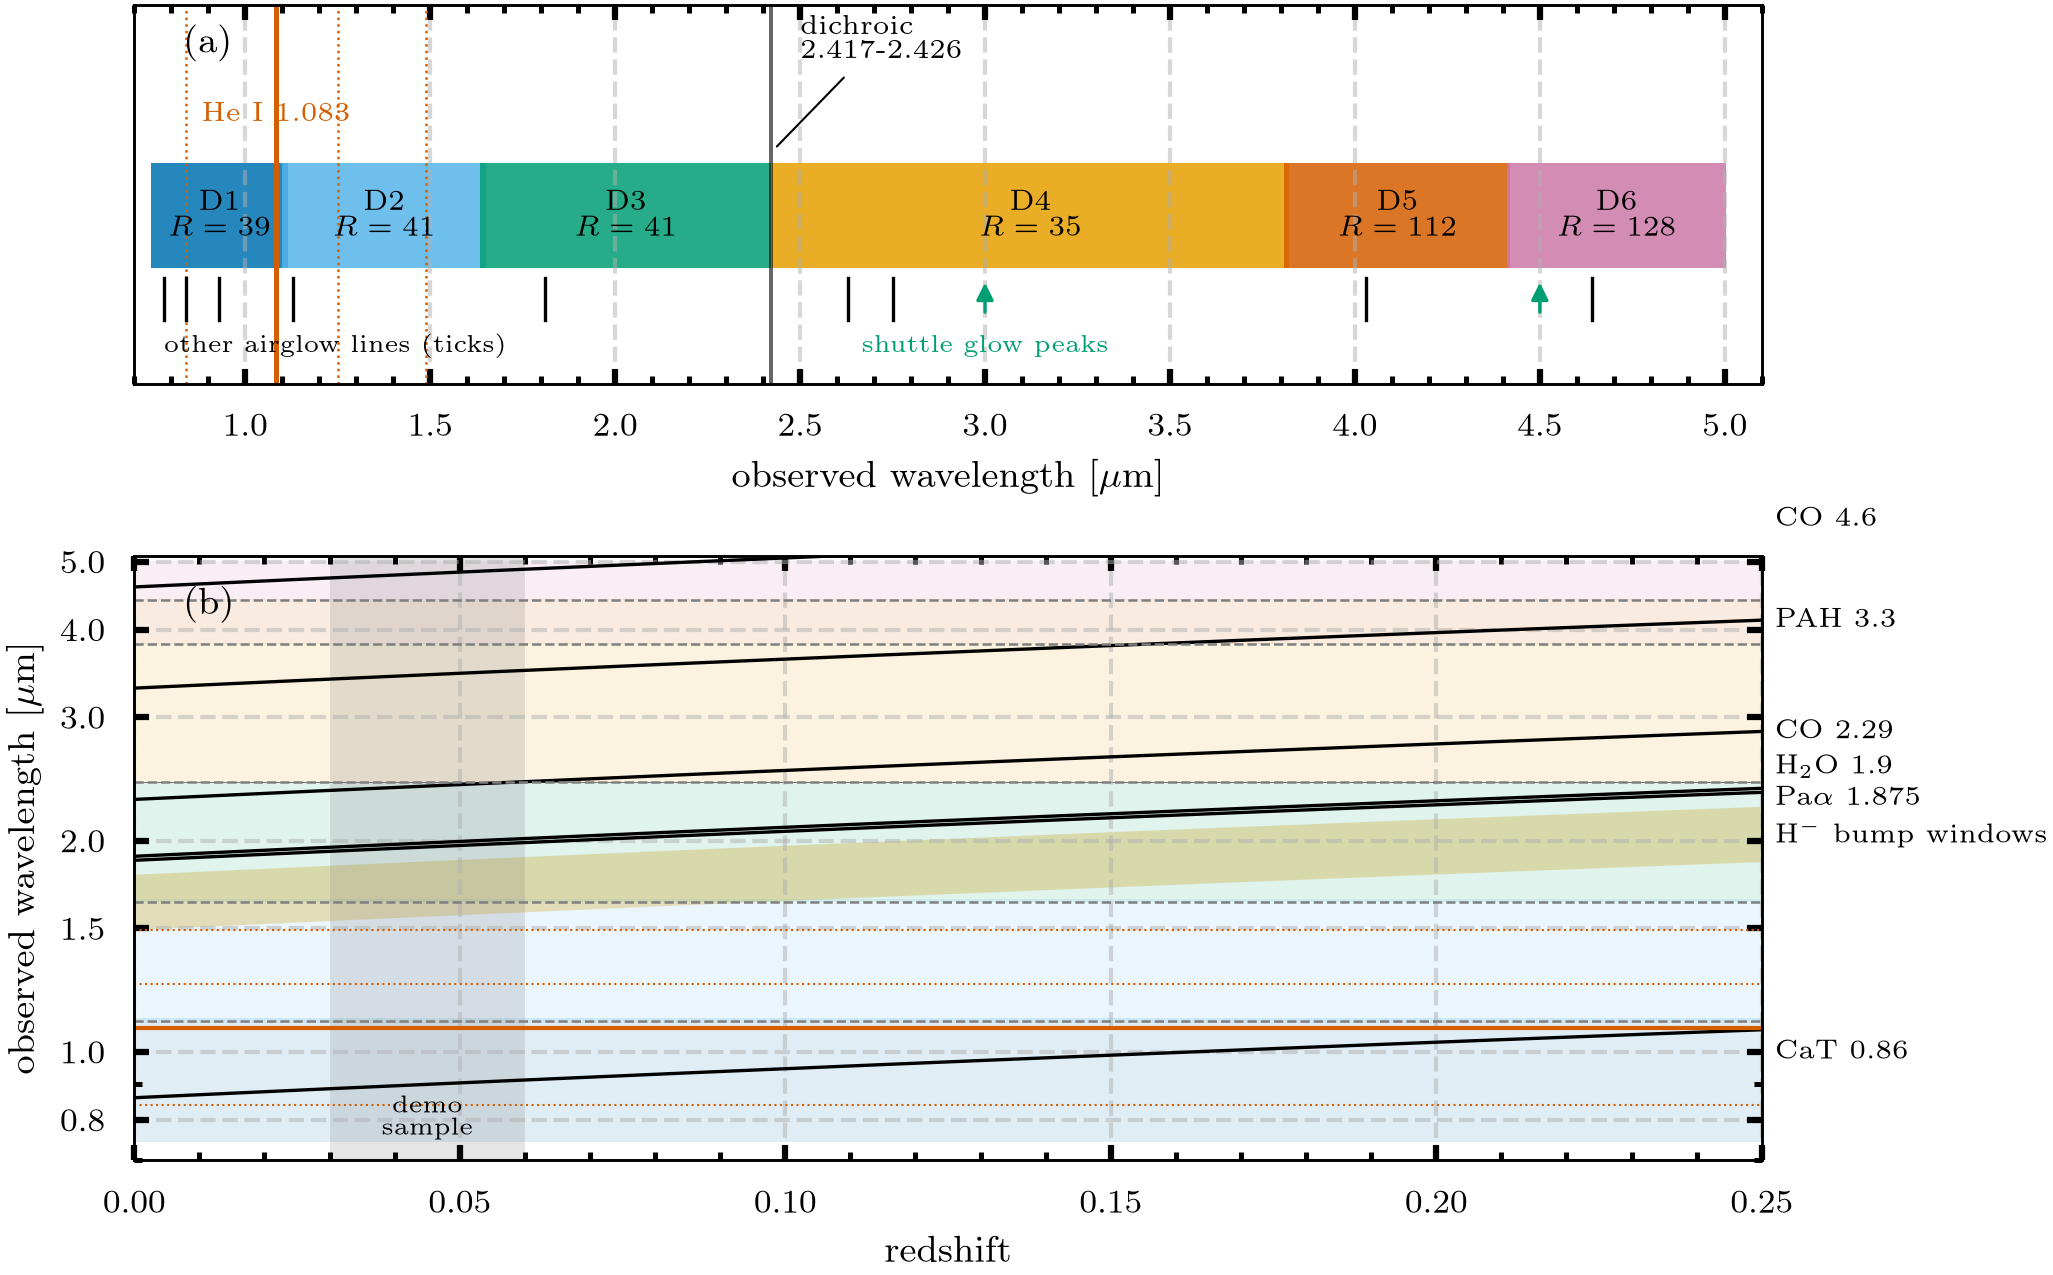 (a)
dichroic
2.417-2.426
He I 1.083
D1
R = 39
D2
R = 41
D3
R = 41
D4
R = 35
D5
R = 112
D6
R = 128
other airglow lines (ticks)
shuttle glow peaks
1.0 1.5 2.0 2.5 3.0 3.5 4.0 4.5 5.0
observed wavelength [μm]
(b)
CO 4.6
PAH 3.3
CO 2.29
H₂O 1.9
Paα 1.875
H⁻ bump windows
CaT 0.86
5.0
4.0
3.0
2.0
1.5
1.0
0.8
observed wavelength [μm]
demo
sample
0.00 0.05 0.10 0.15 0.20 0.25
redshift